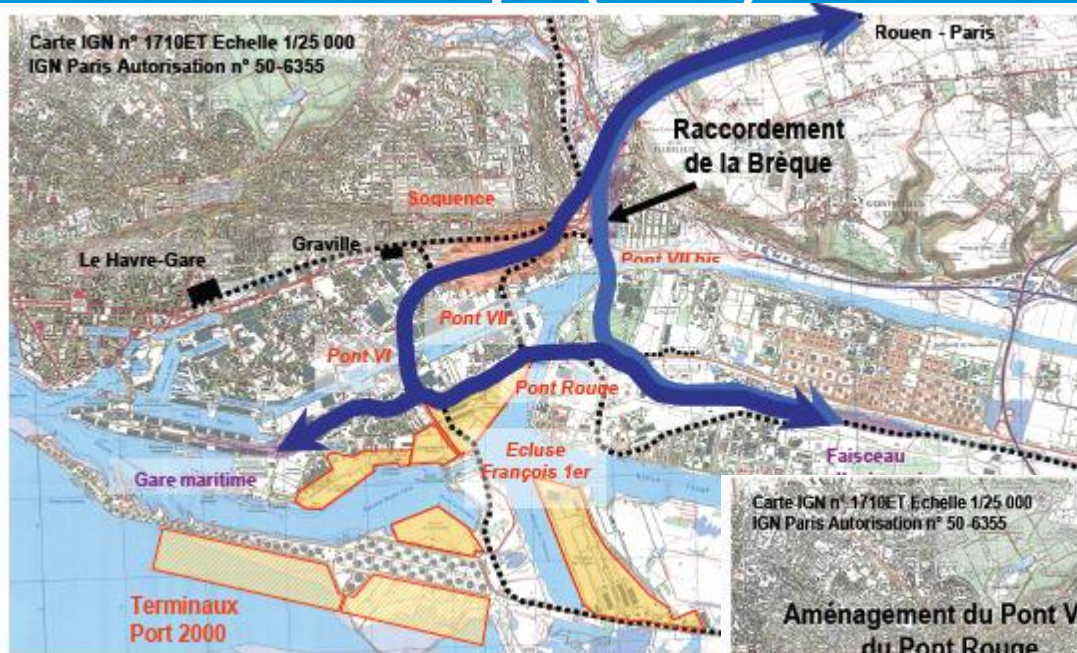 Carte IGN n° 1710ET Echelle 1/25 000
IGN Paris Autorisation n° 50-6355
Rouen - Paris
Raccordement
de la Brèque
Soquence
Graville
Le Havre-Gare
Pont VII bis
Pont VII
Pont VI
Pont Rouge
Ecluse
François 1er
Gare maritime
Faisceau
Terminaux
Port 2000
Carte IGN n° 1710ET Echelle 1/25 000
IGN Paris Autorisation n° 50-6355
Aménagement du Pont V
du Pont Rouge